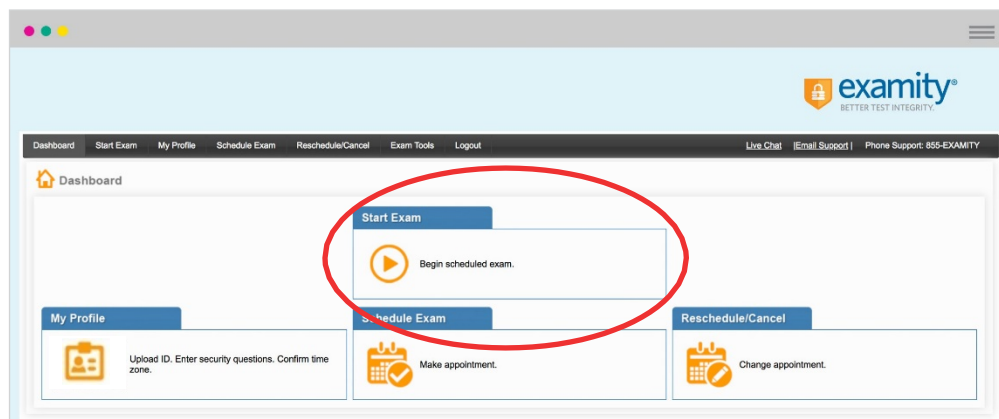 examity®
BETTER TEST INTEGRITY.
Dashboard Start Exam My Profile Schedule Exam Reschedule/Cancel Exam Tools Logout Live Chat |Email Support| Phone Support: 855-EXAMITY
Dashboard
Start Exam
Begin scheduled exam.
My Profile
Upload ID. Enter security questions. Confirm time
zone.
Schedule Exam
Make appointment.
Reschedule/Cancel
Change appointment.